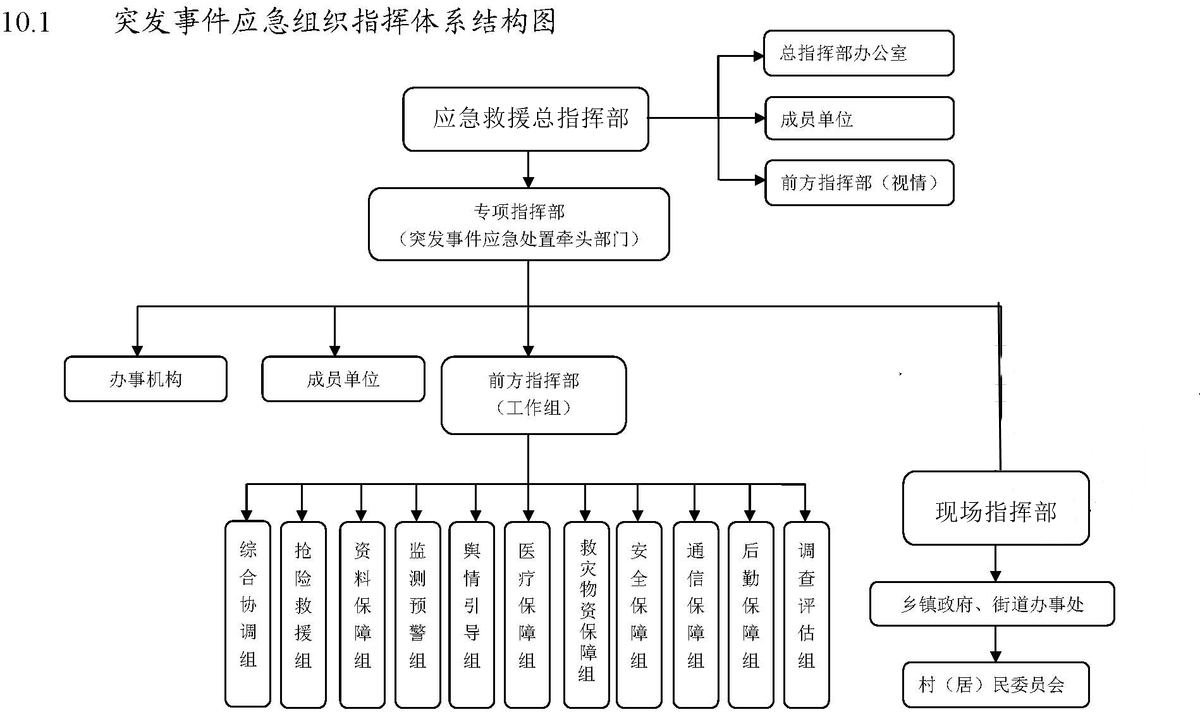 10.1 突发事件应急组织指挥体系结构图
总指挥部办公室
应急救援总指挥部
成员单位
前方指挥部（视情）
专项指挥部
（突发事件应急处置牵头部门）
办事机构
成员单位
前方指挥部
（工作组）
现场指挥部
综合协调组
抢险救援组
资料保障组
监测预警组
舆情引导组
医疗保障组
救灾物资保障组
安全保障组
通信保障组
后勤保障组
调查评估组
乡镇政府、街道办事处
村（居）民委员会